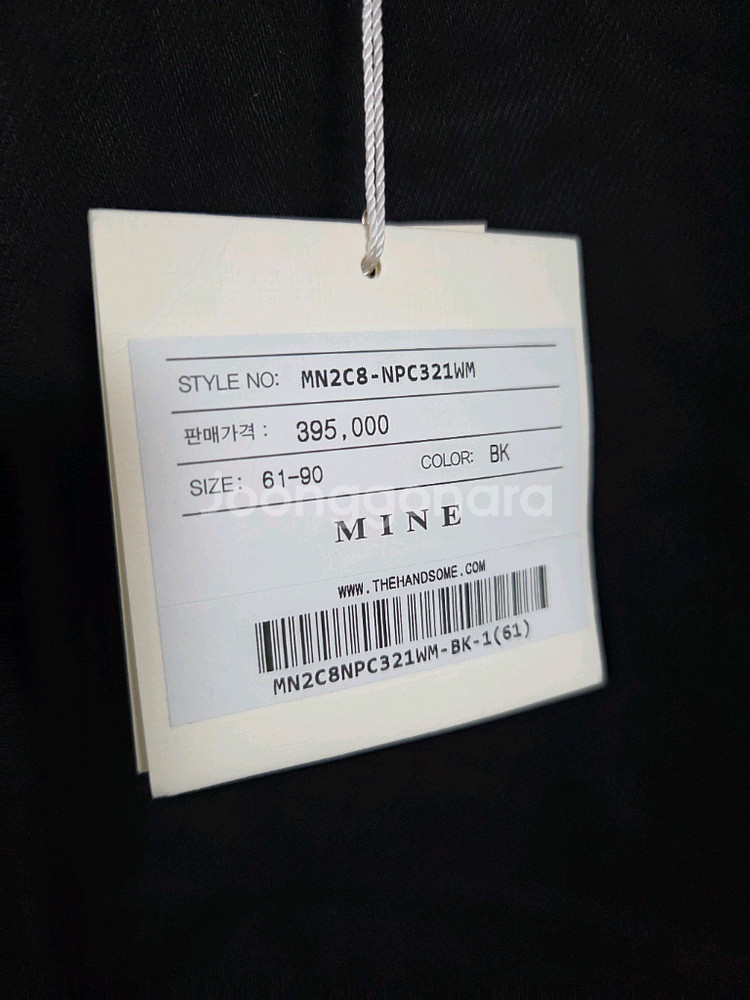 STYLE NO: MN2C8-NPC321WM
판매가격 : 395,000
SIZE: 61-90 COLOR: BK
Joonggonara
MINE
WWW.THEHANDSOME.COM
MN2C8NPC321WM-BK-1(61)